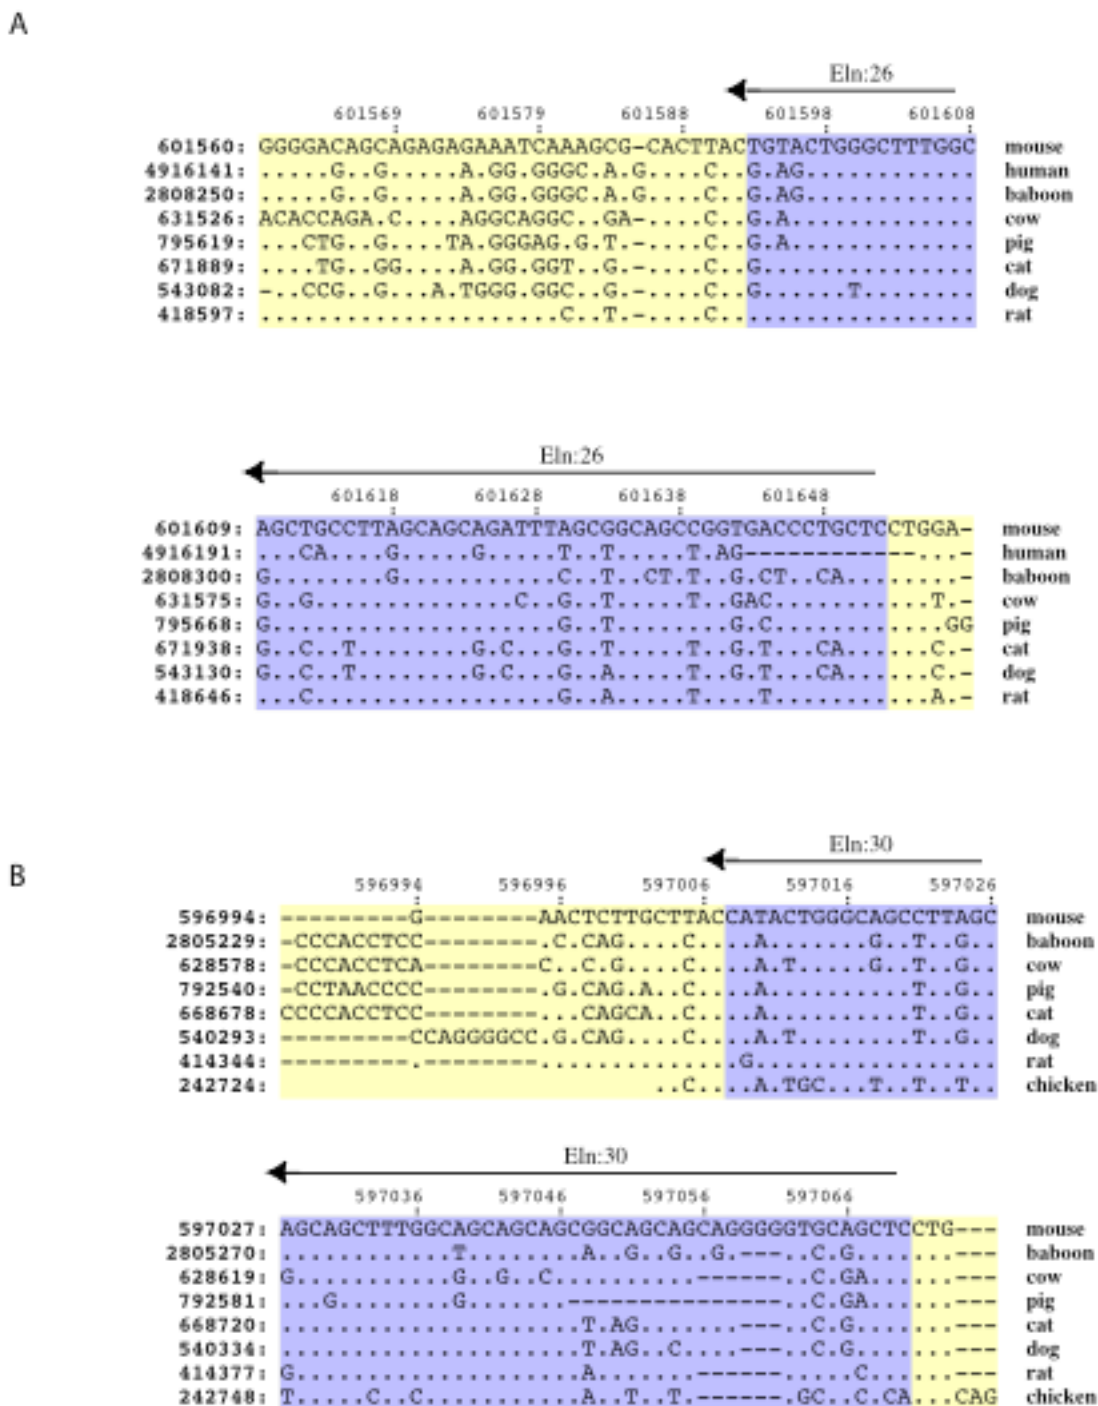 A
Eln:26
601569 601579 601588 601598 601608
601560: GGGGACAGCAGAGAGAAATCAAAGCG-CACTTACTGTACTGGGCTTTGGC mouse
4916141: .....G..G.....A.GG.GGGC.A.G....C..G.AG............ human
2808250: .....G..G.....A.GG.GGGC.A.G....C..G.AG............ baboon
631526: ACACCAGA.C....AGGCAGGC..GA-....C..G.A............. cow
795619: ...CTG..G....TA.GGGAG.G.T.-....C..G.A............. pig
671889: ....TG..GG....A.GG.GGT..G.-....C..G............... cat
543082: -..CCG..G...A.TGGG.GGC..G.-....C..G......T........ dog
418597: .....................C..T.-....C.................. rat
Eln:26
601618 601628 601638 601648
601609: AGCTGCCTTAGCAGCAGATTTAGCGGCAGCCGGTGACCCTGCTCCTGGA- mouse
4916191: ...CA....G.....G.....T..T.....T.AG------------...- human
2808300: G........G...........C..T..CT.T..G.CT..CA........- baboon
631575: G..G..............C..G..T.....T..GAC...........T.- cow
795668: G....................G..T........G.C............GG pig
671938: G..C..T........G.C...G..T.....T..G.T...CA......C.- cat
543130: G..C..T........G.C...G..A.....T..G.T...CA......C.- dog
418646: ...C.................G..A.....T....T...........A.- rat
B
Eln:30
596994 596996 597006 597016 597026
596994: ---------G--------AACTCTTGCTTACCATACTGGGCAGCCTTAGC mouse
2805229: -CCCACCTCC--------.C.CAG....C....A.......G..T..G.. baboon
628578: -CCCACCTCA--------C..C.G....C....A.T.....G..T..G.. cow
792540: -CCTAACCCC--------.G.CAG.A..C....A..........T..G.. pig
668678: CCCCACCTCC--------...CAGCA..C....A..........T..G.. cat
540293: ---------CCAGGGGCC.G.CAG....C....A.T........T..G.. dog
414344: ---------.--------..............G................. rat
242724: ..C....A.TGC...T..T..T.. chicken
Eln:30
597036 597046 597056 597066
597027: AGCAGCTTTGGCAGCAGCAGCGGCAGCAGCAGGGGGTGCAGCTCCTG--- mouse
2805270: ............T........A..G..G..G.---..C.G.......--- baboon
628619: G...........G..G..C..........------..C.GA......--- cow
792581: ...G........G.......---------------..C.GA......--- pig
668720: .....................T.AG.......---..C.G.......--- cat
540334: .....................T.AG..C....---..C.G.......--- dog
414377: G....................A.......------.....C......--- rat
242748: T.....C..C...........A..T..T.------.GC..C.CA...CAG chicken